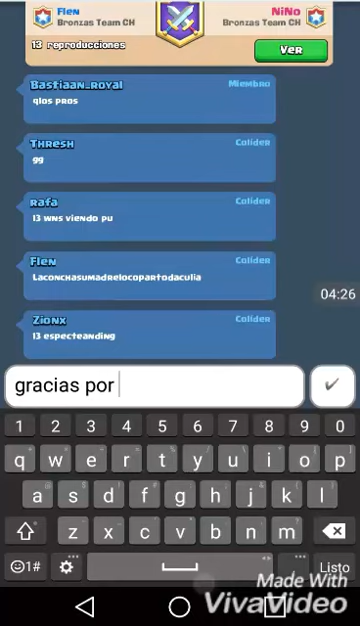 Flen
NiNo
Bronzas Team CH
Bronzas Team CH
13 reproducciones
Ver
Bastiaan_royal
Miembro
qlos pros
Thresh
Colíder
gg
Rafa
Colíder
13 wns viendo pu
Flen
Colíder
Laconchasumadrelocopartodaculia
04:26
Zionx
Colíder
13 especteanding
gracias por
1 2 3 4 5 6 7 8 9 0
q w e r t y u i o p
a s d f g h j k l
z x c v b n m
1# Listo
Made With
VivaVideo